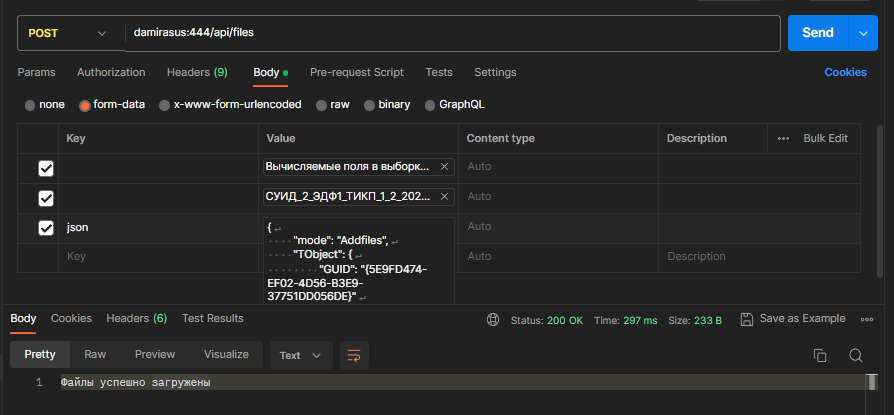 POST damirasus:444/api/files Send
Params Authorization Headers (9) Body Pre-request Script Tests Settings Cookies
none form-data x-www-form-urlencoded raw binary GraphQL
Key Value Content type Description Bulk Edit
Вычисляемые поля в выборк... Auto
СУИД_2_ЭДФ1_ТИКП_1_2_202... Auto
json { Auto
"mode": "Addfiles",
Key "TObject": { Auto Description
"GUID": "{5E9FD474-
EF02-4D56-B3E9-
37751DD056DE}"
Body Cookies Headers (6) Test Results Status: 200 OK Time: 297 ms Size: 233 B Save as Example
Pretty Raw Preview Visualize Text
1 Файлы успешно загружены